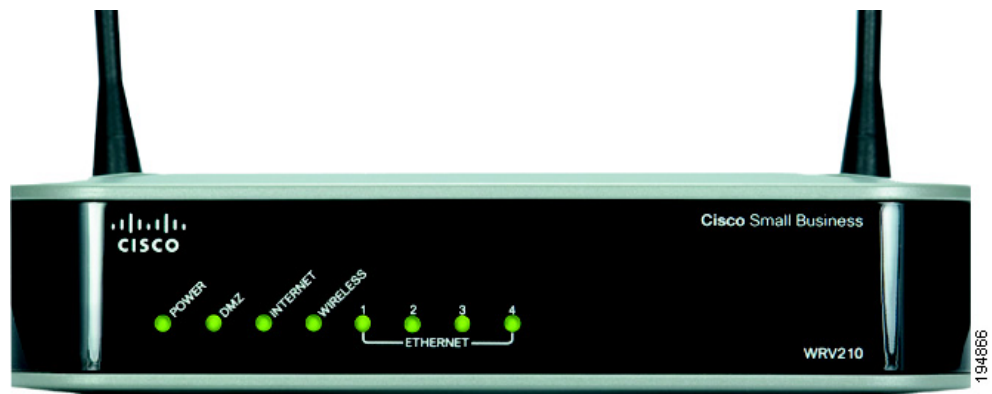 CISCO
Cisco Small Business
POWER
DMZ
INTERNET
WIRELESS
1 2 3 4
ETHERNET
WRV210
194866